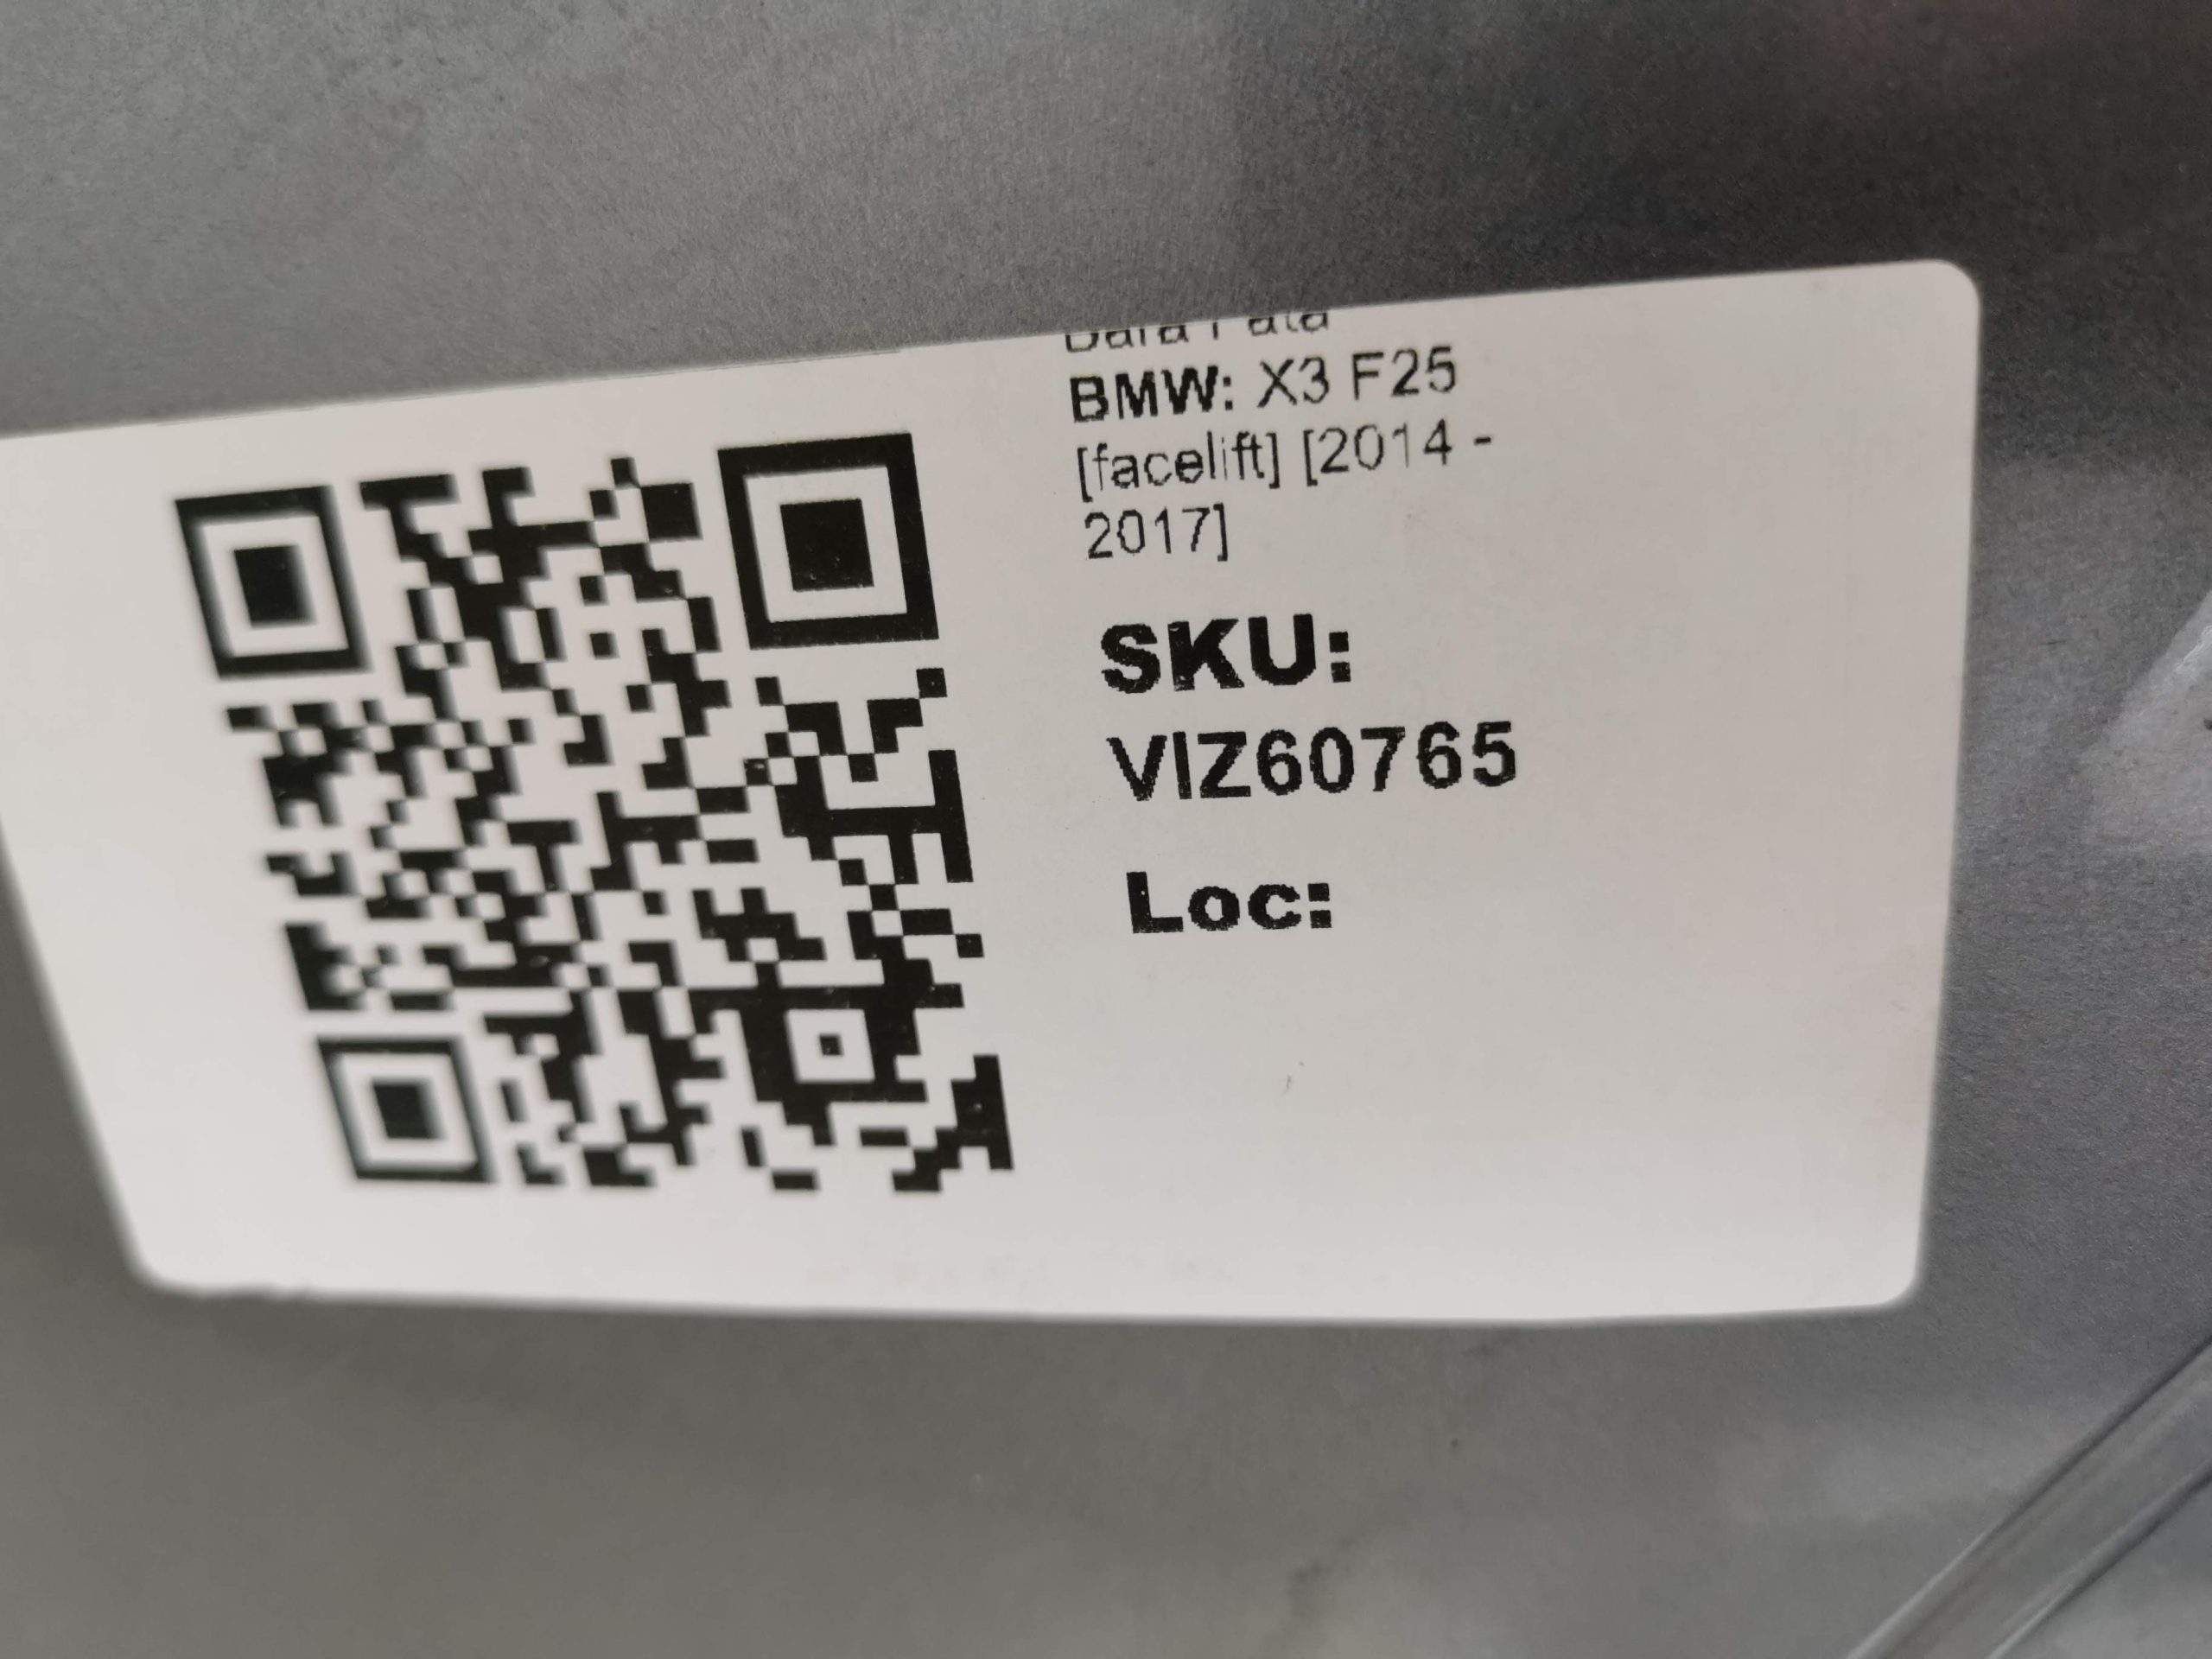 BMW: X3 F25
[facelift] [2014 -
2017]
SKU:
VIZ60765
Loc: